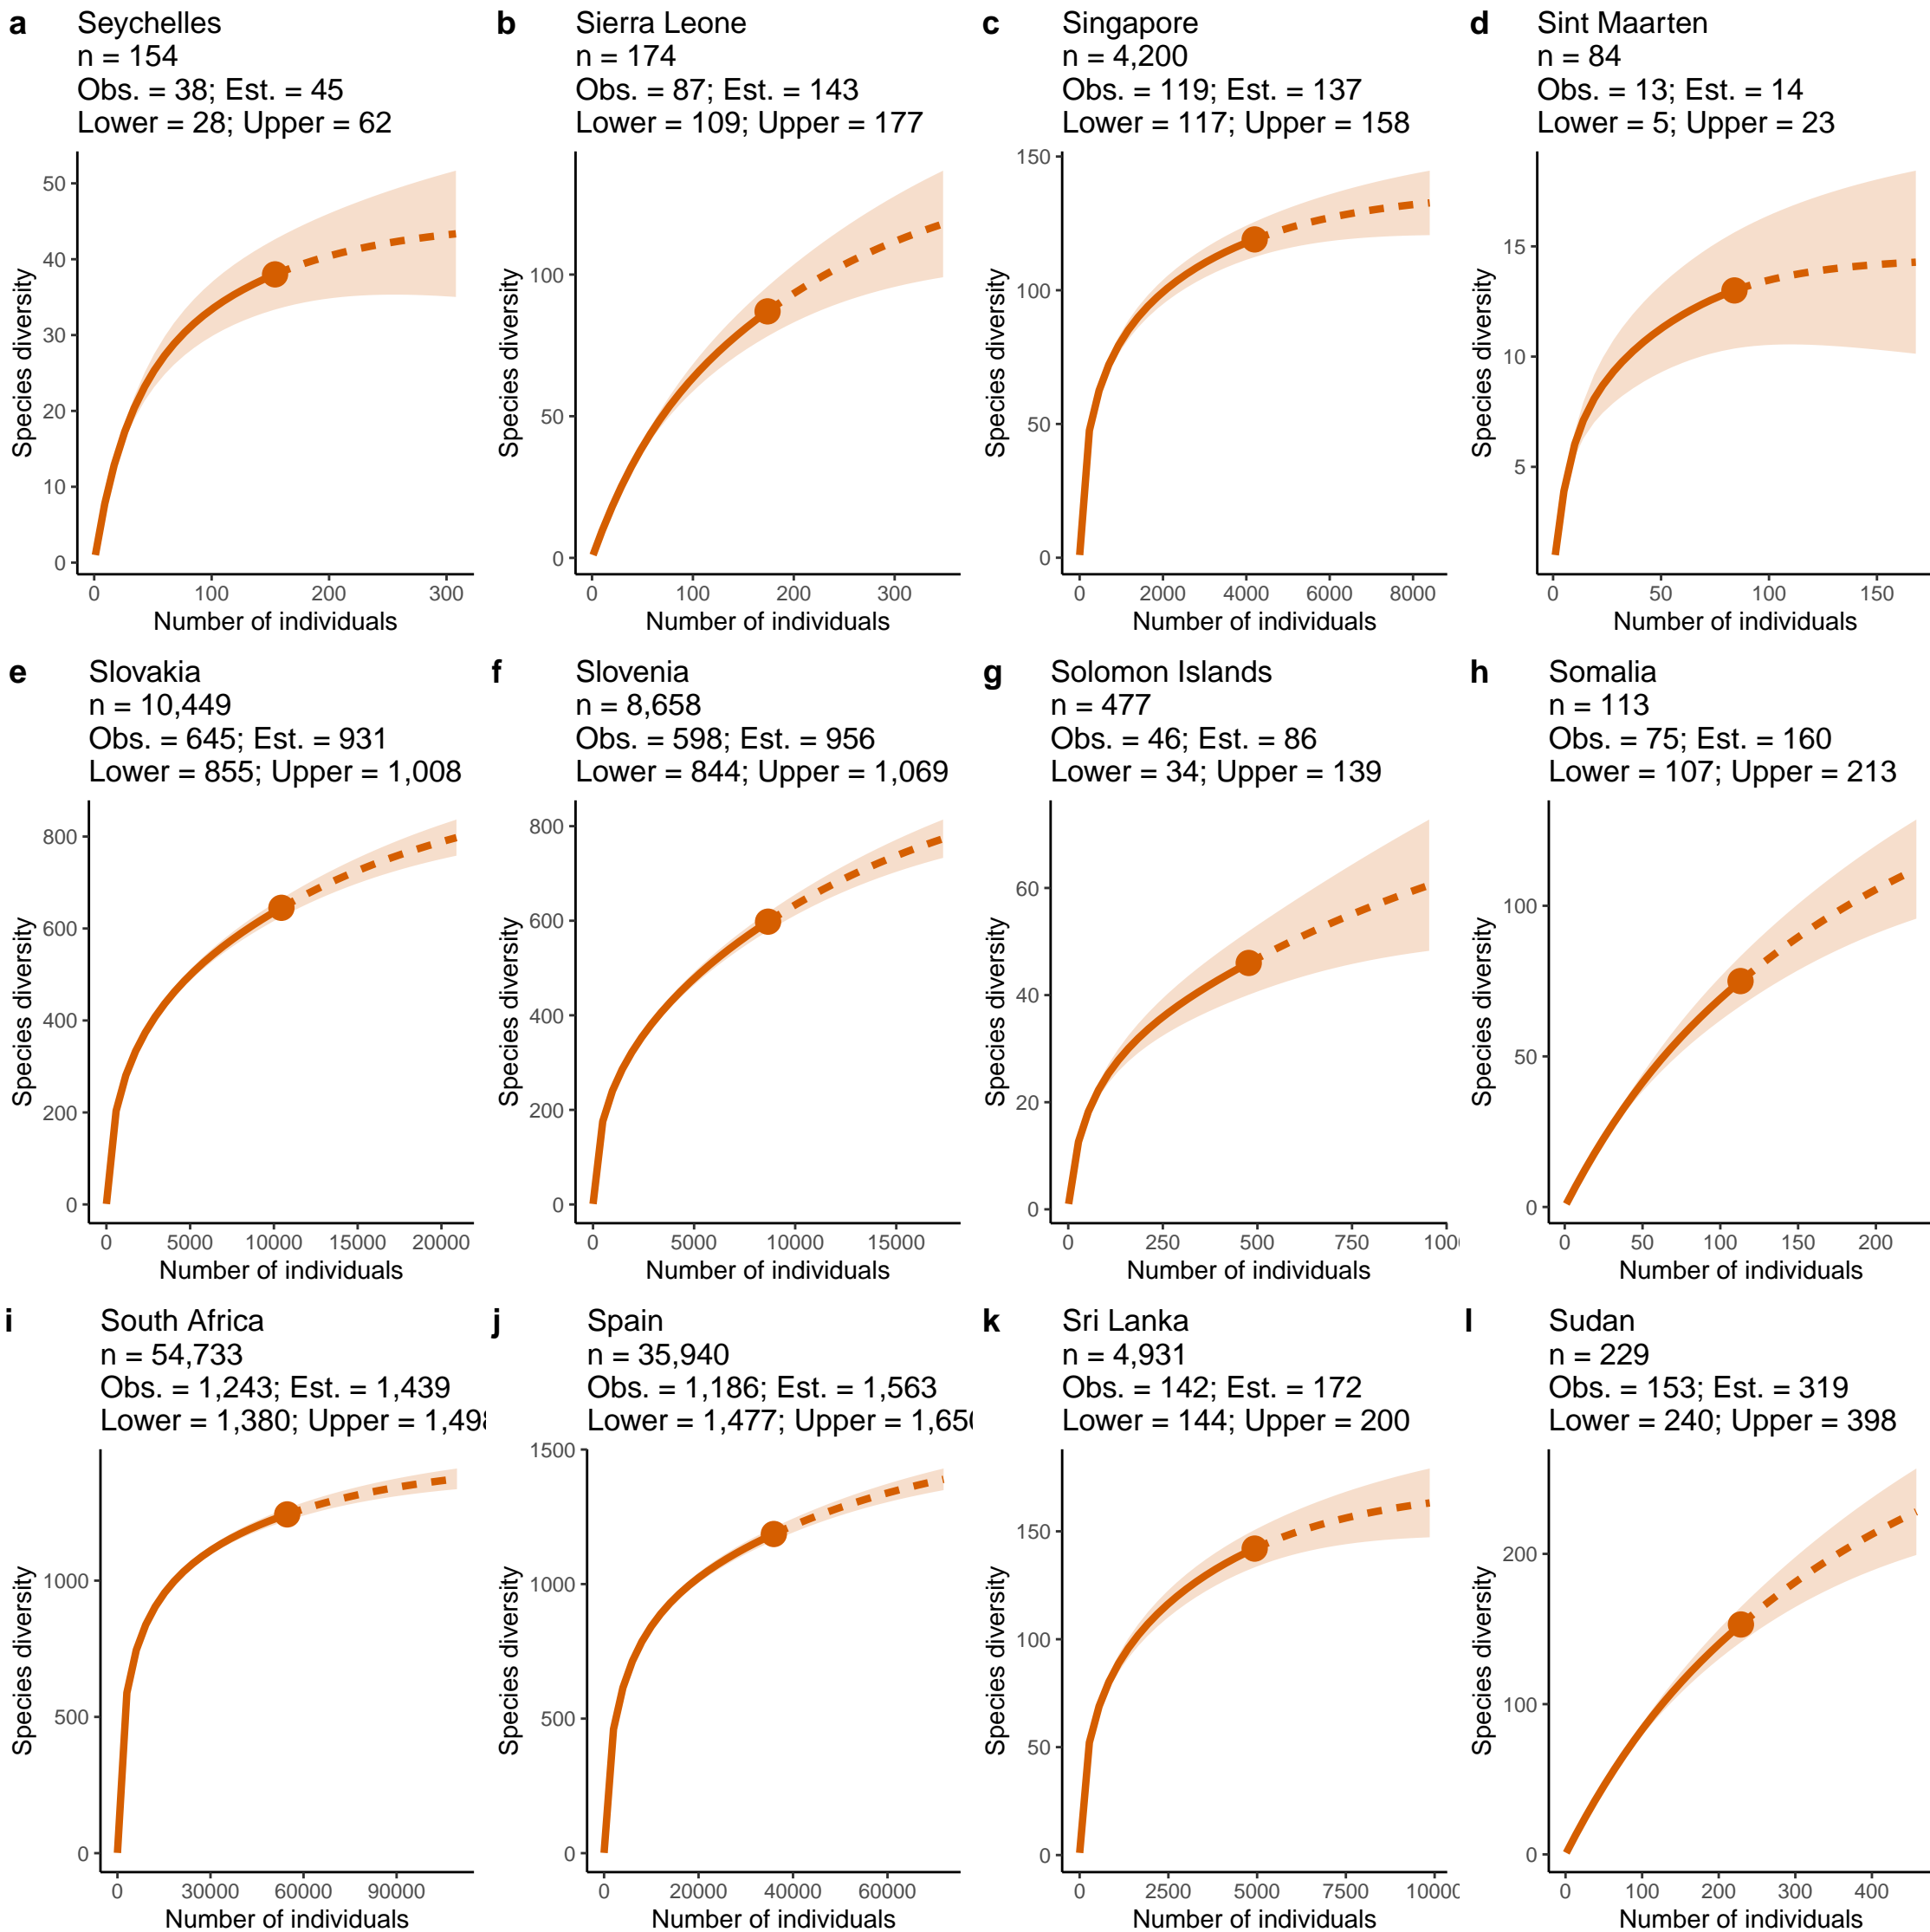 a Seychelles
n = 154
Obs. = 38; Est. = 45
Lower = 28; Upper = 62
Species diversity
50
40
30
20
10
0
0 100 200 300
Number of individuals
b Sierra Leone
n = 174
Obs. = 87; Est. = 143
Lower = 109; Upper = 177
Species diversity
100
50
0
0 100 200 300
Number of individuals
c Singapore
n = 4,200
Obs. = 119; Est. = 137
Lower = 117; Upper = 158
Species diversity
150
100
50
0
0 2000 4000 6000 8000
Number of individuals
d Sint Maarten
n = 84
Obs. = 13; Est. = 14
Lower = 5; Upper = 23
Species diversity
15
10
5
0 50 100 150
Number of individuals
e Slovakia
n = 10,449
Obs. = 645; Est. = 931
Lower = 855; Upper = 1,008
Species diversity
800
600
400
200
0
0 5000 10000 15000 20000
Number of individuals
f Slovenia
n = 8,658
Obs. = 598; Est. = 956
Lower = 844; Upper = 1,069
Species diversity
800
600
400
200
0
0 5000 10000 15000
Number of individuals
g Solomon Islands
n = 477
Obs. = 46; Est. = 86
Lower = 34; Upper = 139
Species diversity
60
40
20
0
0 250 500 750
Number of individuals
h Somalia
n = 113
Obs. = 75; Est. = 160
Lower = 107; Upper = 213
Species diversity
100
50
0
0 50 100 150 200
Number of individuals
i South Africa
n = 54,733
Obs. = 1,243; Est. = 1,439
Lower = 1,380; Upper =
Species diversity
1000
500
0
0 30000 60000 90000
Number of individuals
j Spain
n = 35,940
Obs. = 1,186; Est. = 1,563
Lower = 1,477; Upper =
Species diversity
1500
1000
500
0
0 20000 40000 60000
Number of individuals
k Sri Lanka
n = 4,931
Obs. = 142; Est. = 172
Lower = 144; Upper = 200
Species diversity
150
100
50
0
0 2500 5000 7500
Number of individuals
l Sudan
n = 229
Obs. = 153; Est. = 319
Lower = 240; Upper = 398
Species diversity
200
100
0
0 100 200 300 400
Number of individuals